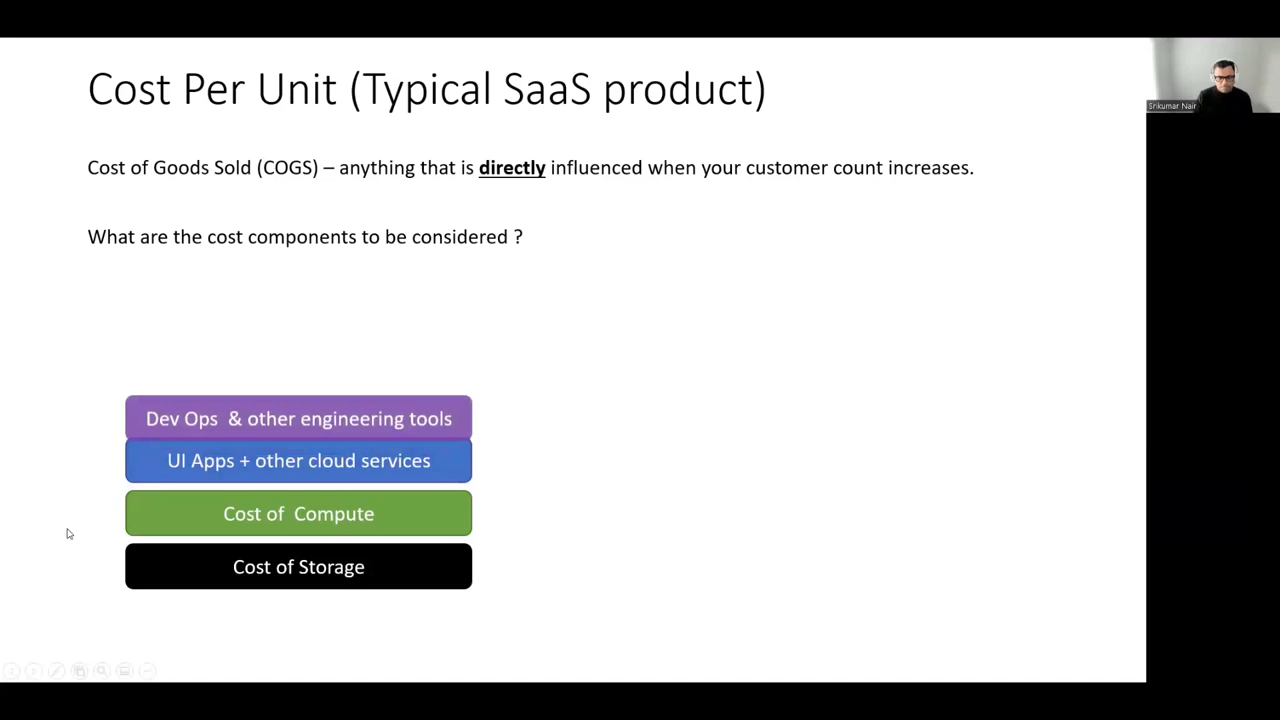 Cost Per Unit (Typical SaaS product)
Srikumar Nair
Cost of Goods Sold (COGS) – anything that is directly influenced when your customer count increases.
What are the cost components to be considered ?
Dev Ops & other engineering tools
UI Apps + other cloud services
Cost of Compute
Cost of Storage